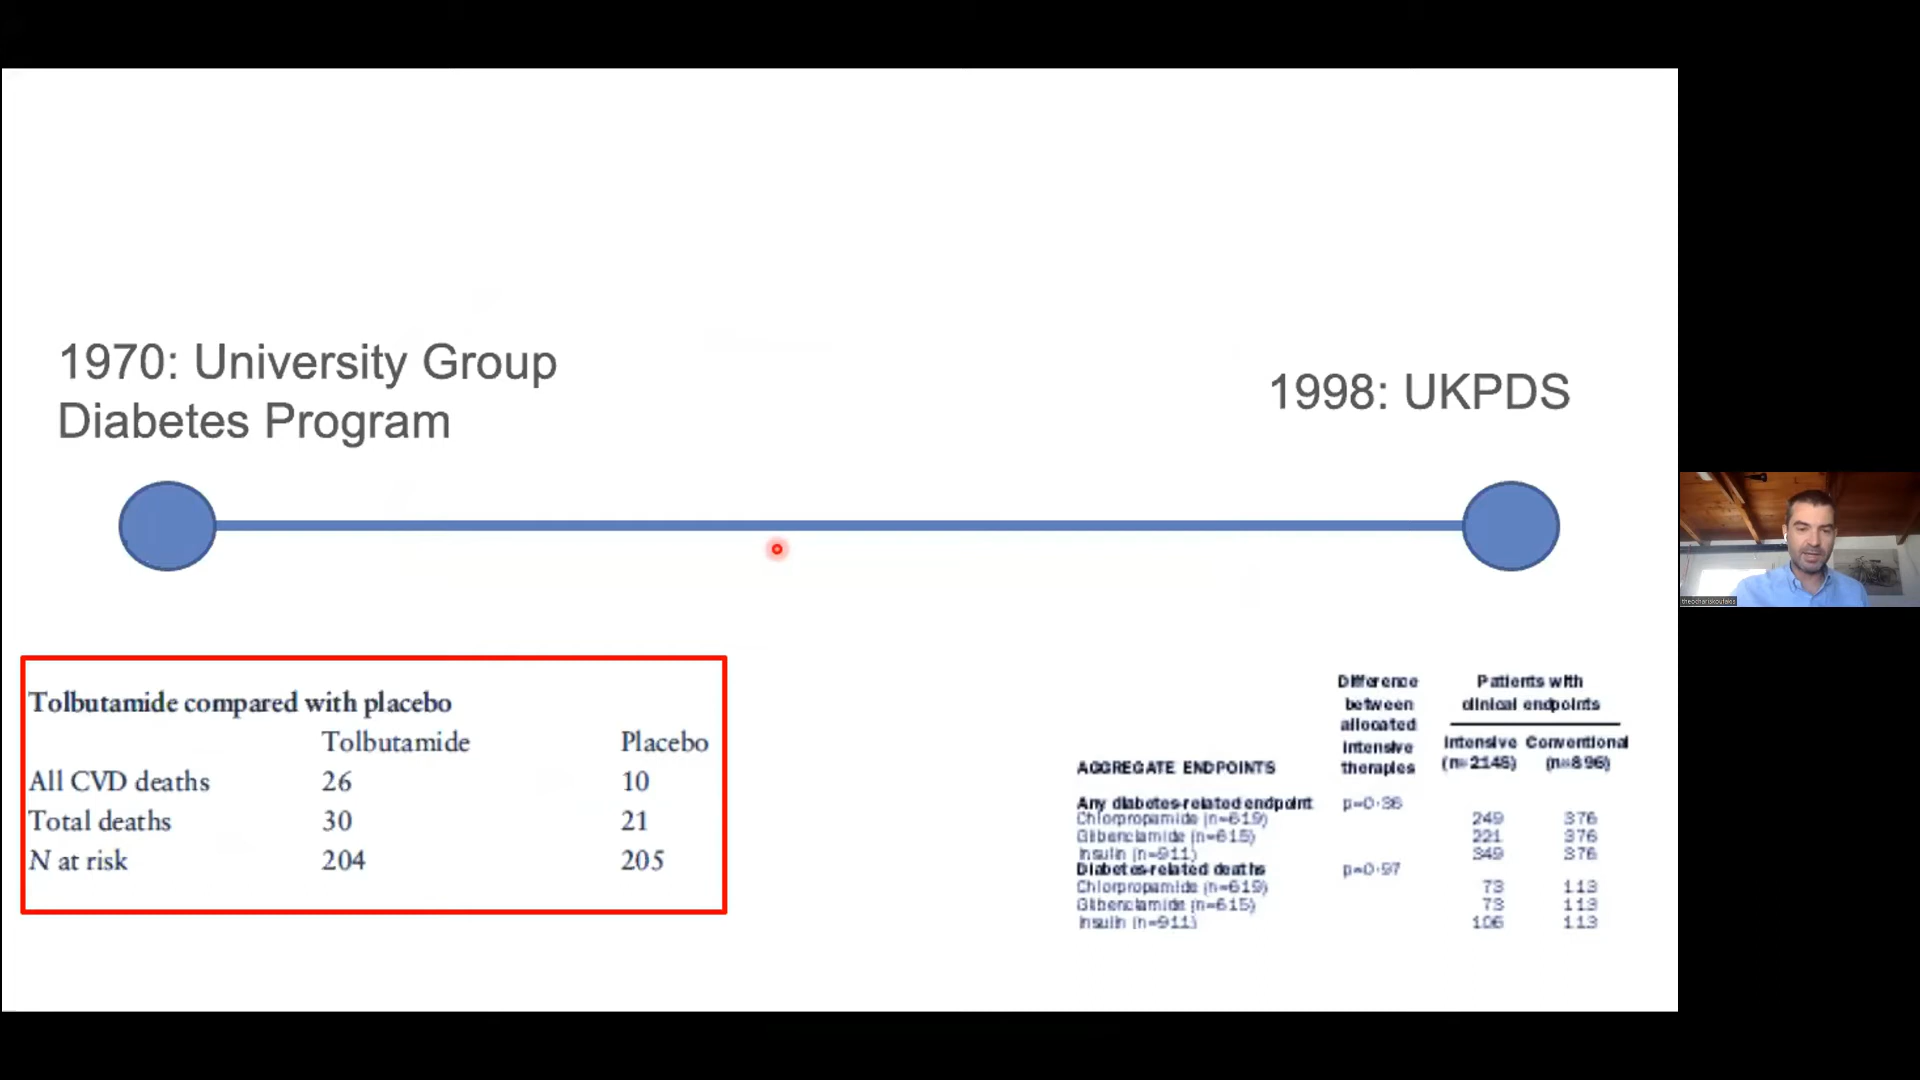 1970: University Group
Diabetes Program
1998: UKPDS
Tolbutamide compared with placebo
Tolbutamide Placebo
All CVD deaths 26 10
Total deaths 30 21
N at risk 204 205
Difference
between
allocated
intensive
therapies
Patients with
clinical endpoints
Intensive Conventional
(n=2146) (n=896)
AGGREGATE ENDPOINTS
Any diabetes-related endpoint p=0·36
Chlorpropamide (n=619) 249 376
Glibenclamide (n=615) 221 376
Insulin (n=911) 349 376
Diabetes-related deaths p=0·97
Chlorpropamide (n=619) 73 113
Glibenclamide (n=615) 73 113
Insulin (n=911) 106 113
theochariskoufakis